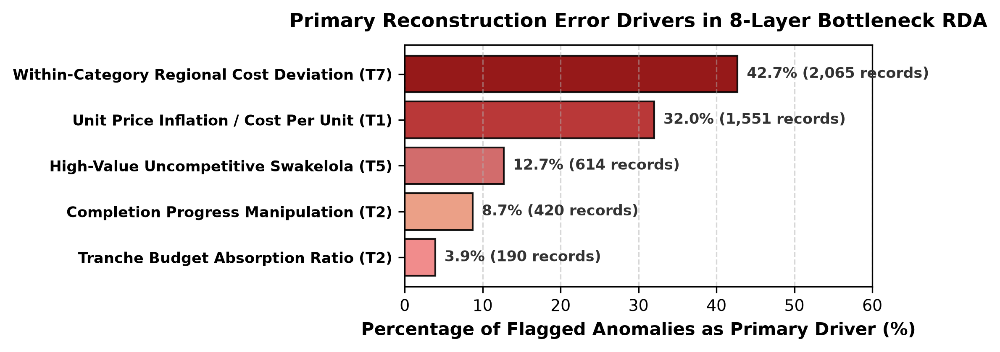 Primary Reconstruction Error Drivers in 8-Layer Bottleneck RDA
Within-Category Regional Cost Deviation (T7)
42.7% (2,065 records)
Unit Price Inflation / Cost Per Unit (T1)
32.0% (1,551 records)
High-Value Uncompetitive Swakelola (T5)
12.7% (614 records)
Completion Progress Manipulation (T2)
8.7% (420 records)
Tranche Budget Absorption Ratio (T2)
3.9% (190 records)
0 10 20 30 40 50 60
Percentage of Flagged Anomalies as Primary Driver (%)